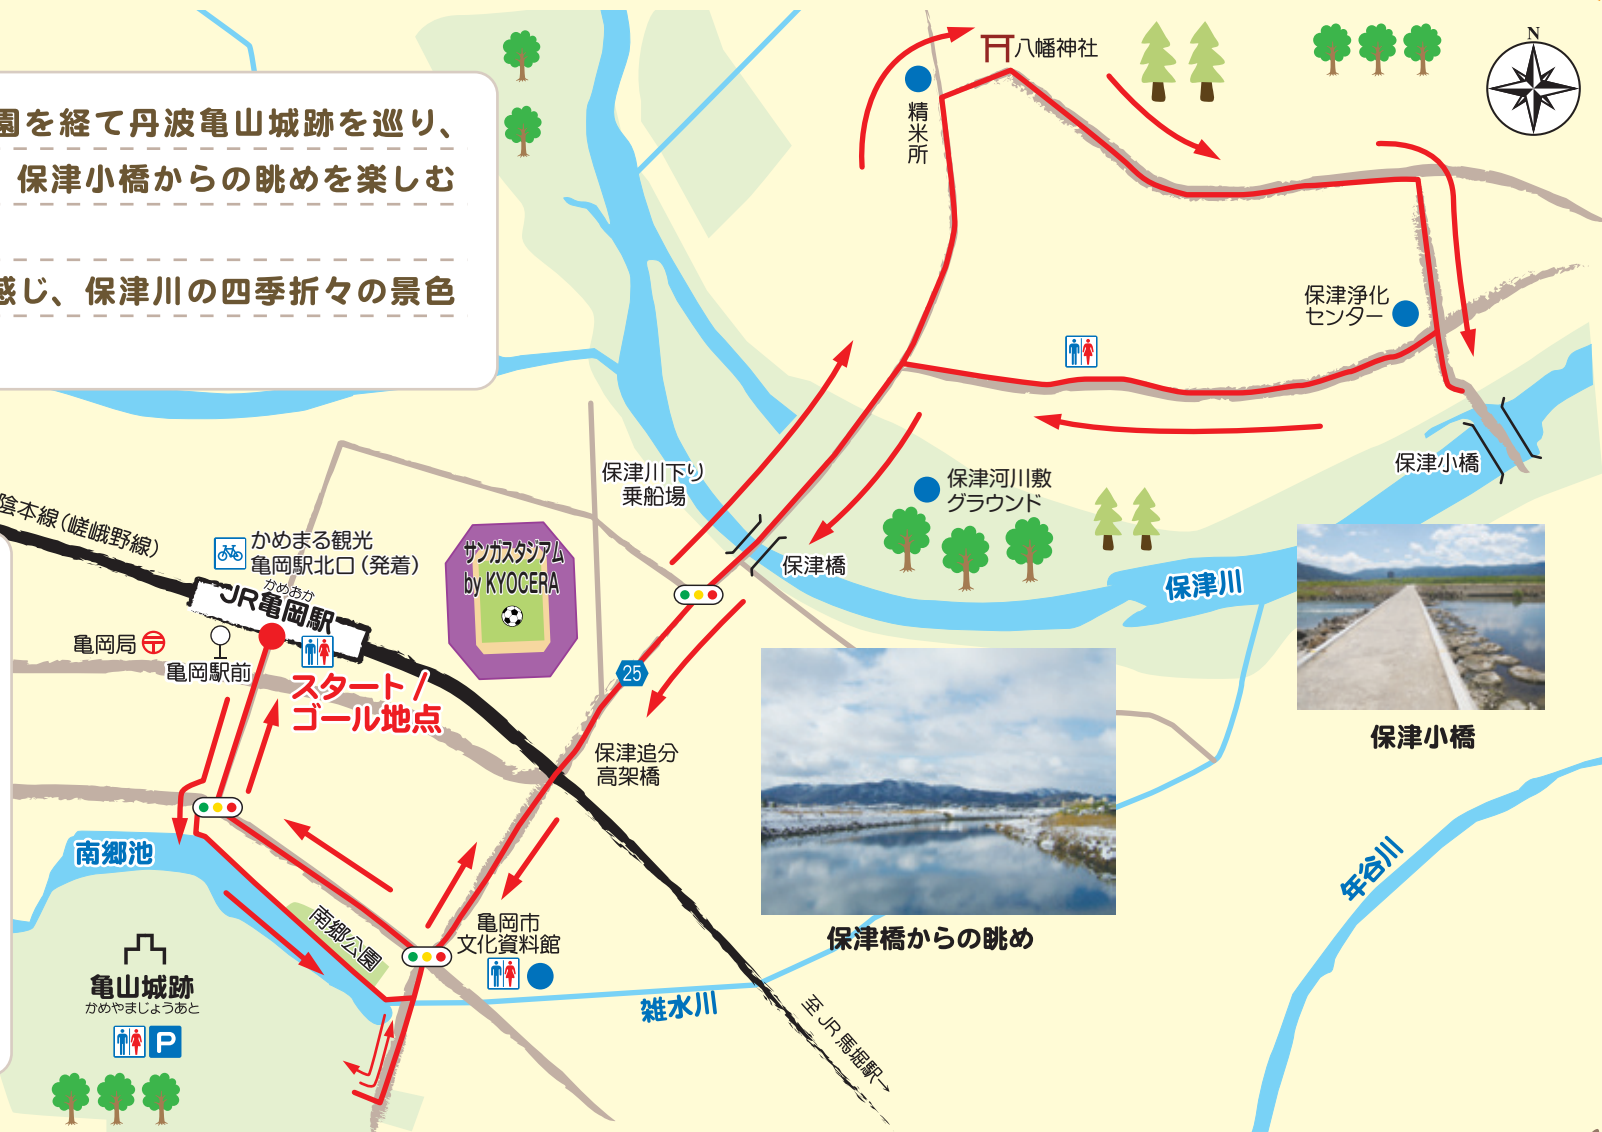 園を経て丹波亀山城跡を巡り、
保津小橋からの眺めを楽しむ
感じ、保津川の四季折々の景色
N
八幡神社
精米所
保津浄化
センター
保津小橋
保津川下り
乗船場
保津河川敷
グラウンド
保津橋
保津川
陰本線（嵯峨野線）
かめまる観光
亀岡駅北口（発着）
かめおか
JR亀岡駅
サンガスタジアム
by KYOCERA
亀岡局
亀岡駅前
スタート/
ゴール地点
25
保津追分
高架橋
保津小橋
南郷池
南郷公園
亀岡市
文化資料館
保津橋からの眺め
年谷川
亀山城跡
かめやまじょうあと
P
雑水川
至JR馬堀駅→